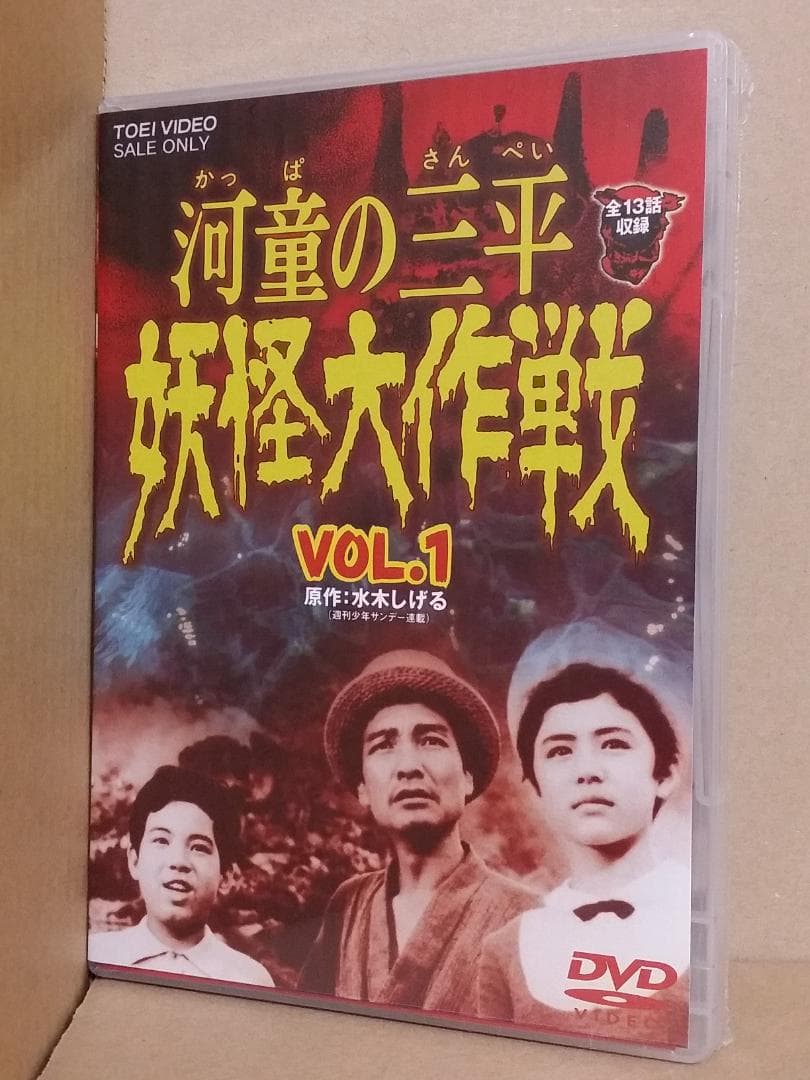 TOEI VIDEO
SALE ONLY
かっぱ さんぺい
河童の三平
全13話
収録
妖怪大作戦
VOL.1
原作:水木しげる
(週刊少年サンデー連載)
DVD
VIDEO